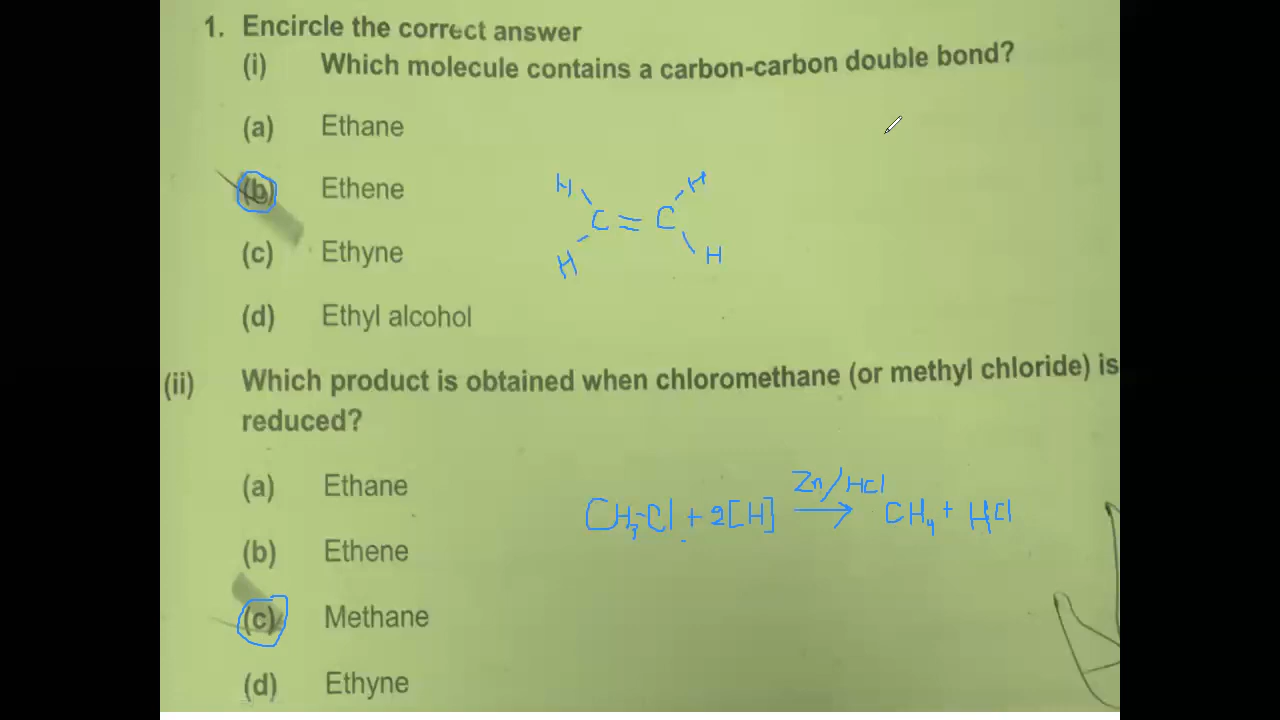 1. Encircle the correct answer
(i) Which molecule contains a carbon-carbon double bond?
(a) Ethane
(b) Ethene
H H
C = C
H H
(c) Ethyne
(d) Ethyl alcohol
(ii) Which product is obtained when chloromethane (or methyl chloride) is
reduced?
(a) Ethane
Zn/HCl
CH₃-Cl + 2[H] → CH₄ + HCl
(b) Ethene
(c) Methane
(d) Ethyne